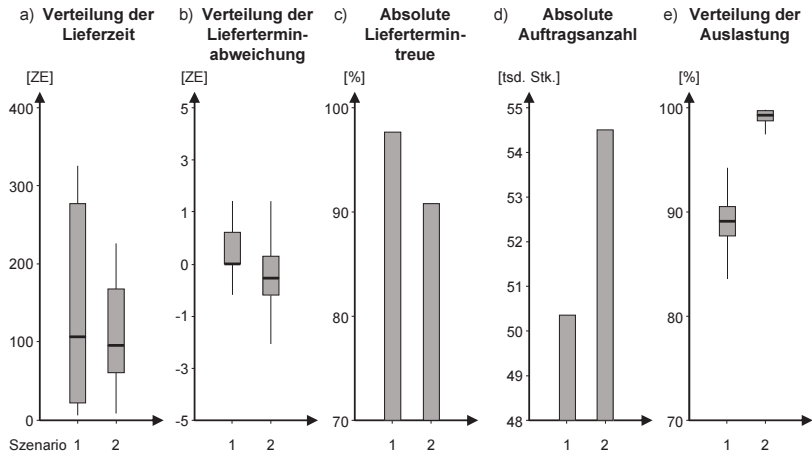 a) Verteilung der
Lieferzeit
b) Verteilung der
Liefertermin-
abweichung
c) Absolute
Liefertermin-
treue
d) Absolute
Auftragsanzahl
e) Verteilung der
Auslastung
[ZE]
400
300
200
100
0
[ZE]
5
3
1
0
-1
-3
-5
[%]
100
90
80
70
[tsd. Stk.]
55
54
53
52
51
50
49
48
[%]
100
90
80
70
Szenario 1 2
1 2
1 2
1 2
1 2